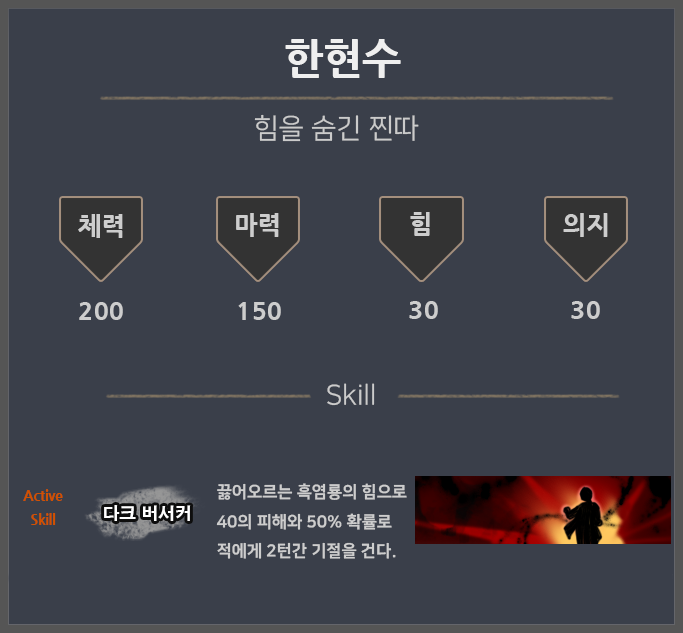 한현수
힘을 숨긴 찐따
체력 마력 힘 의지
200 150 30 30
Skill
Active
Skill
다크 버서커
끓어오르는 흑염룡의 힘으로
40의 피해와 50% 확률로
적에게 2턴간 기절을 건다.